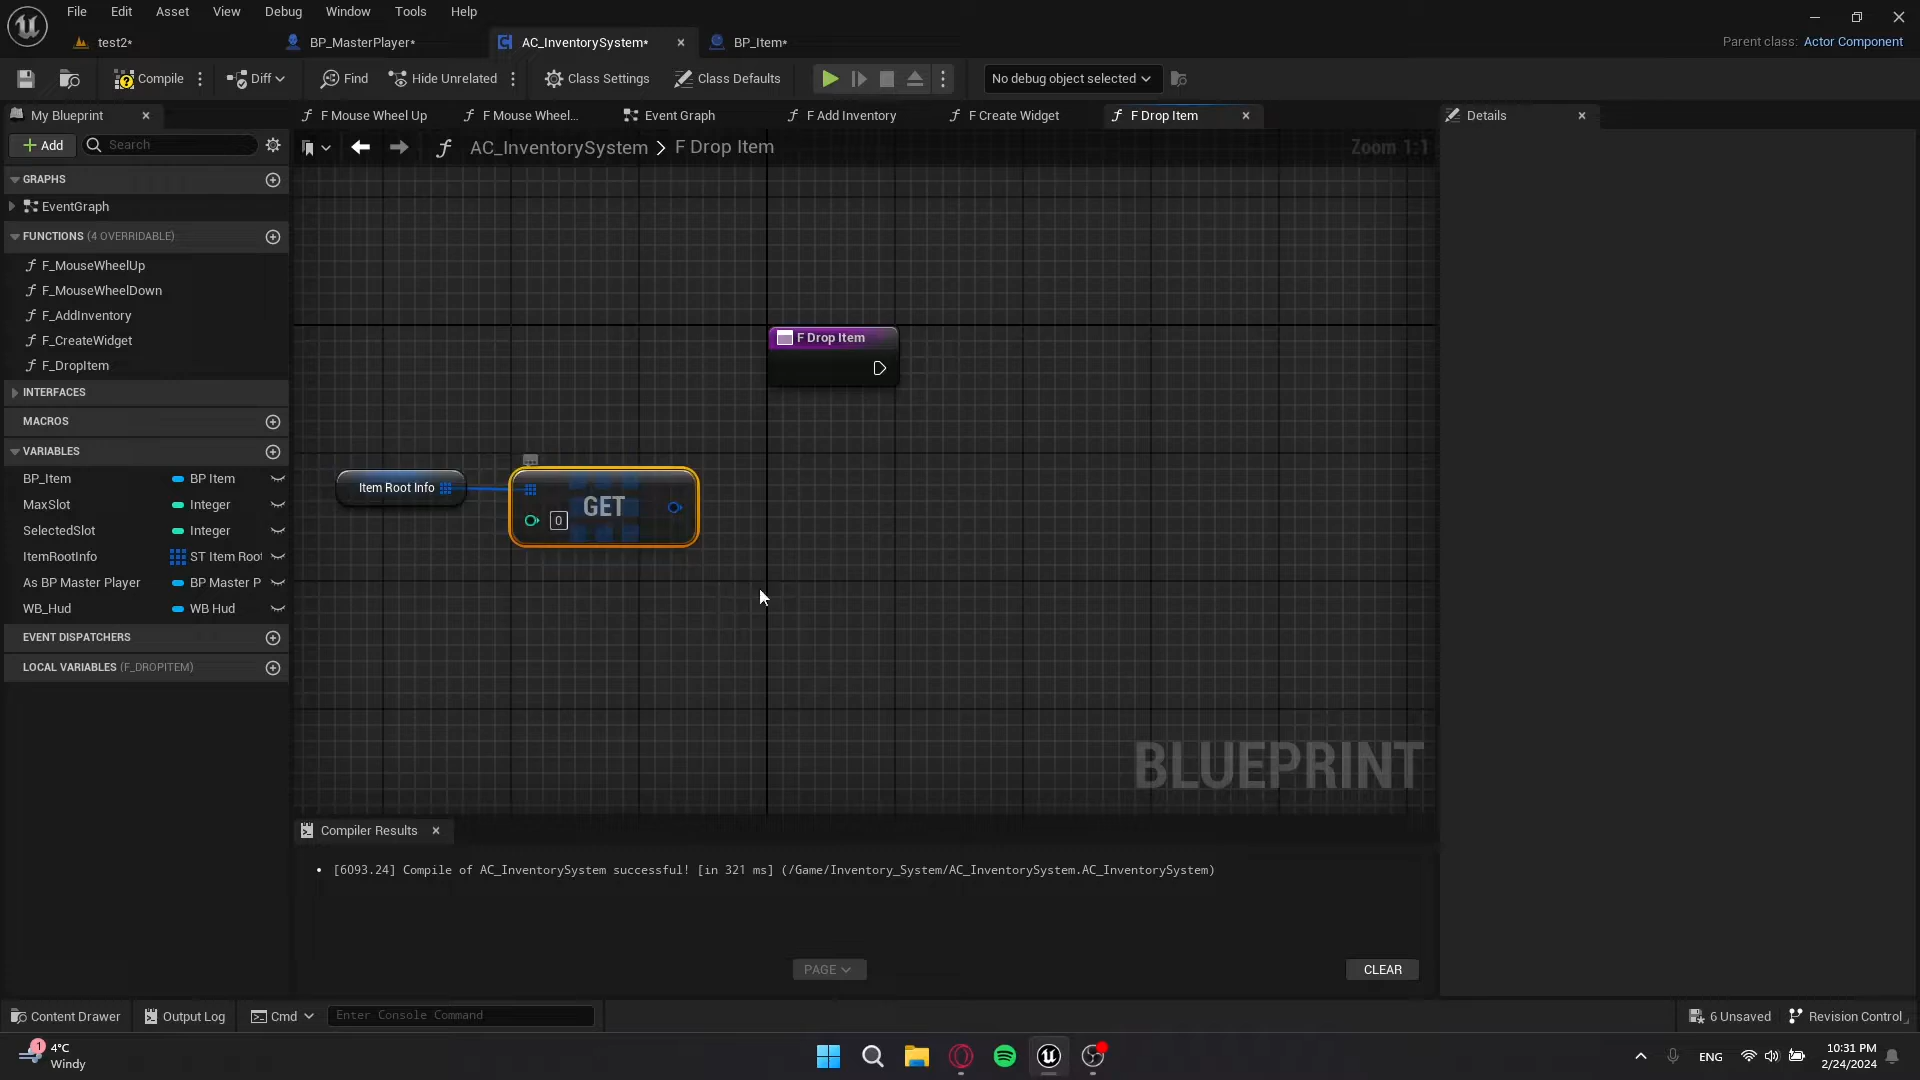 File Edit Asset View Debug Window Tools Help
test2* BP_MasterPlayer* AC_InventorySystem* BP_Item* Parent class: Actor Component
Compile Diff Find Hide Unrelated Class Settings Class Defaults No debug object selected
My Blueprint F Mouse Wheel Up F Mouse Wheel... Event Graph F Add Inventory F Create Widget F Drop Item Details
Add Search AC_InventorySystem > F Drop Item Zoom 1:1
GRAPHS
EventGraph
FUNCTIONS (4 OVERRIDABLE)
F_MouseWheelUp
F_MouseWheelDown
F_AddInventory
F_CreateWidget
F_DropItem
INTERFACES
MACROS
VARIABLES
BP_Item BP Item
MaxSlot Integer
SelectedSlot Integer
ItemRootInfo ST Item Root
As BP Master Player BP Master P
WB_Hud WB Hud
EVENT DISPATCHERS
LOCAL VARIABLES (F_DROPITEM)
F Drop Item
Item Root Info
GET
0
BLUEPRINT
Compiler Results
[6093.24] Compile of AC_InventorySystem successful! [in 321 ms] (/Game/Inventory_System/AC_InventorySystem.AC_InventorySystem)
PAGE CLEAR
Content Drawer Output Log Cmd Enter Console Command 6 Unsaved Revision Control
1 4°C
Windy
ENG
10:31 PM
2/24/2024